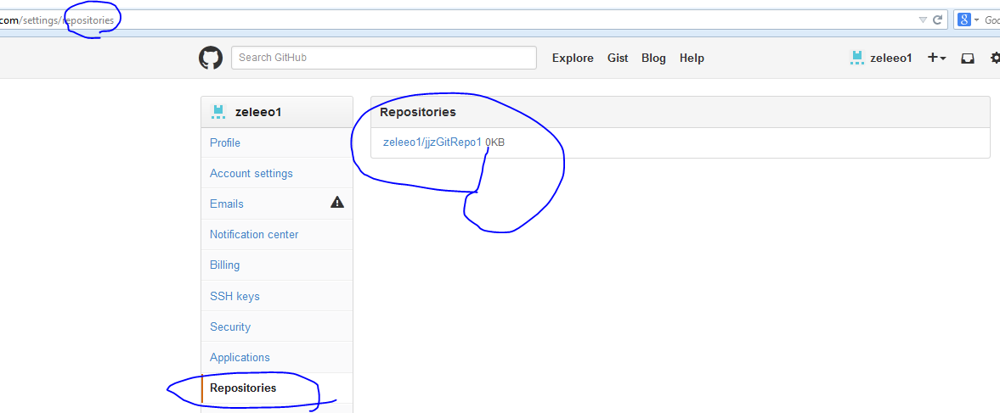 com/settings/repositories
8
Goo
Search GitHub
Explore Gist Blog Help
zeleeo1
zeleeo1
Profile
Account settings
Emails
Notification center
Billing
SSH keys
Security
Applications
Repositories
Repositories
zeleeo1/jjzGitRepo1 0KB